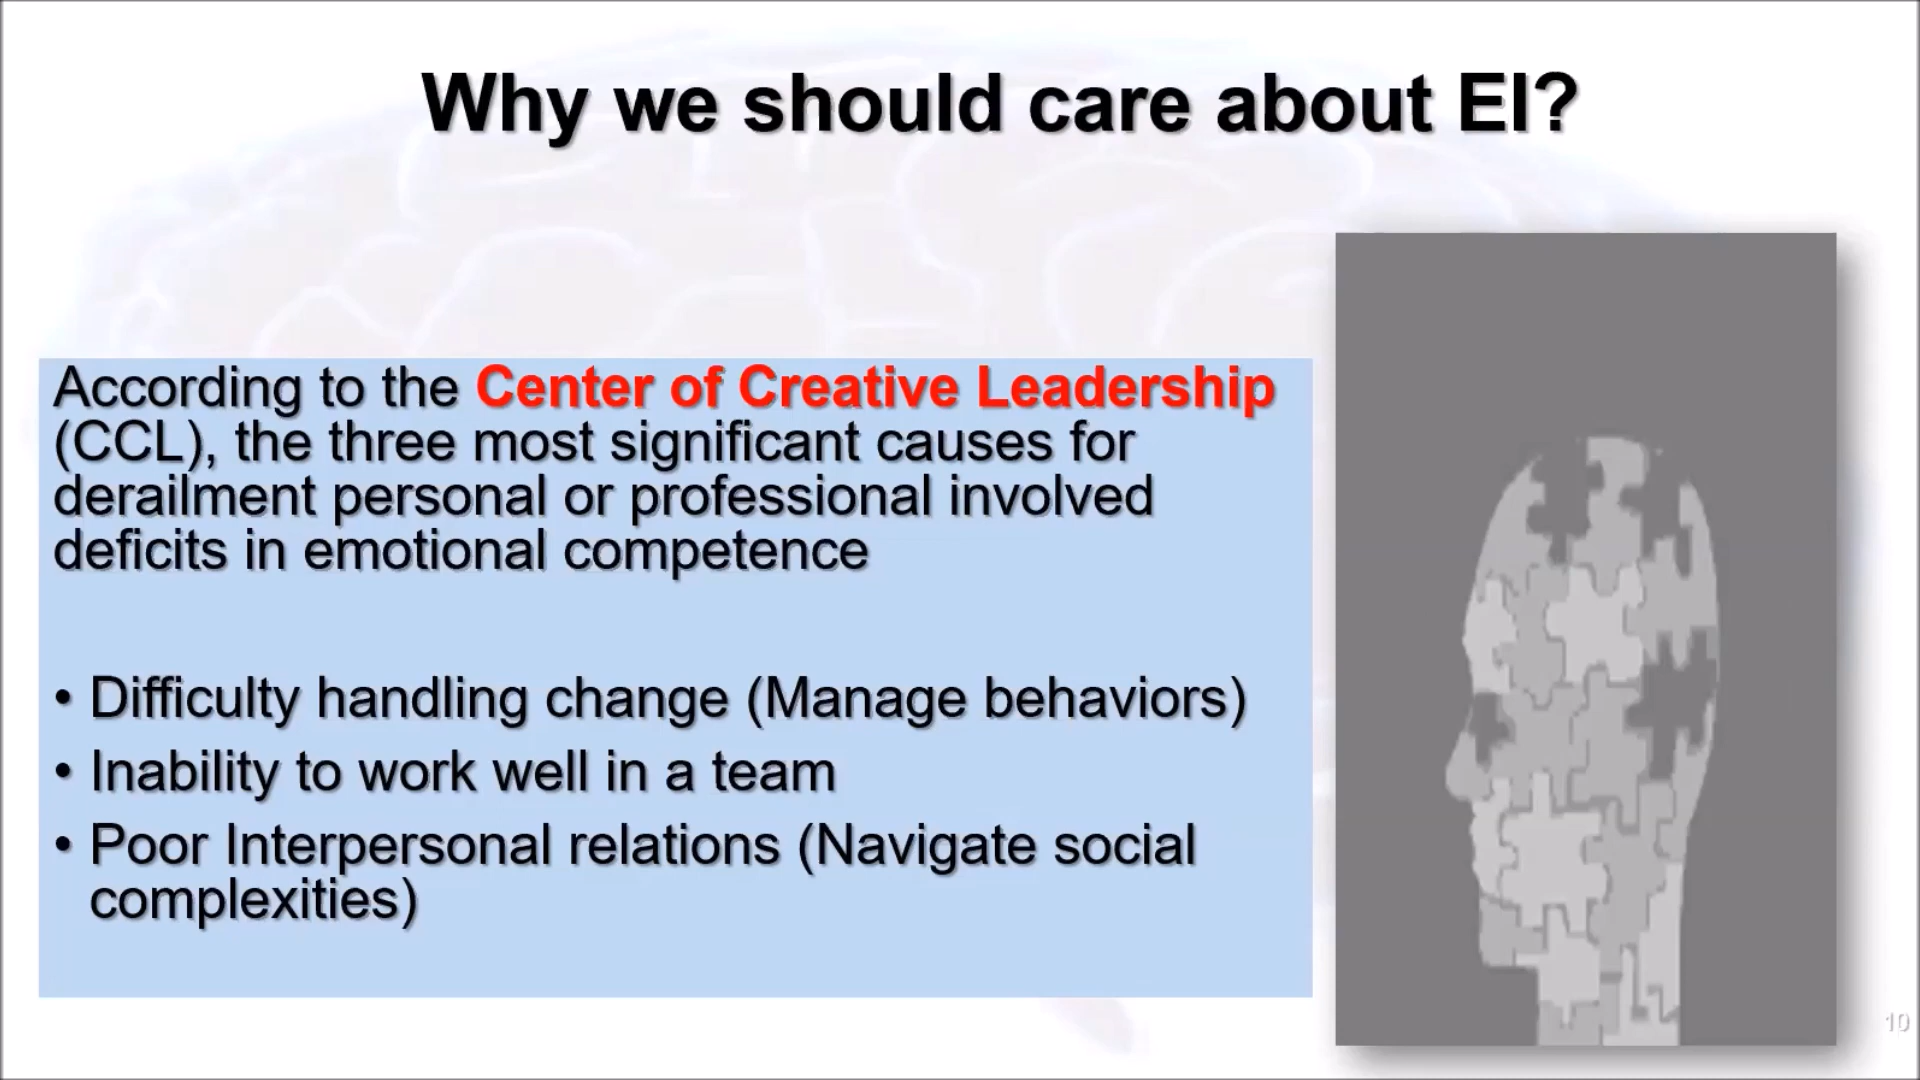 Why we should care about EI?
According to the Center of Creative Leadership
(CCL), the three most significant causes for
derailment personal or professional involved
deficits in emotional competence
• Difficulty handling change (Manage behaviors)
• Inability to work well in a team
• Poor Interpersonal relations (Navigate social
complexities)
10